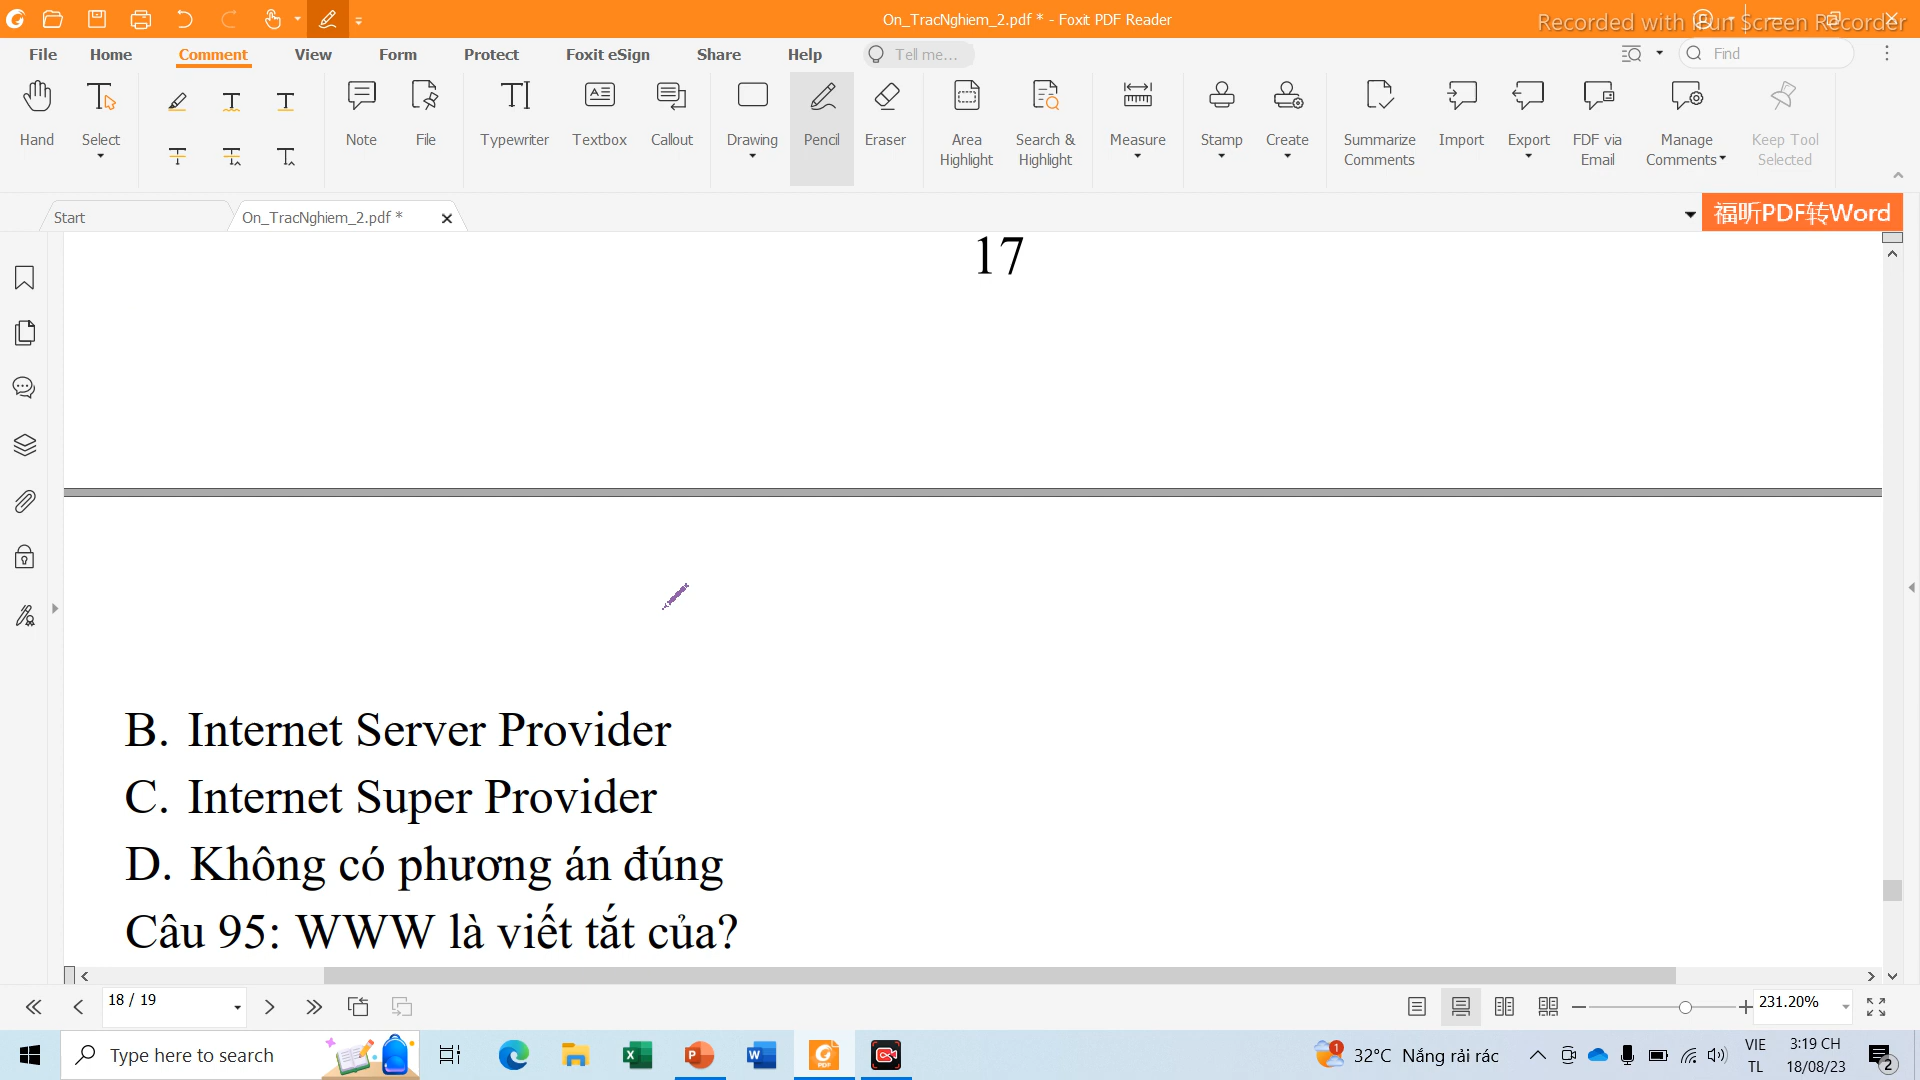 On_TracNghiem_2.pdf * - Foxit PDF Reader
Recorded with iFun Screen Recorder
File Home Comment View Form Protect Foxit eSign Share Help Tell me... Find
Hand Select Note File Typewriter Textbox Callout Drawing Pencil Eraser Area Highlight Search & Highlight Measure Stamp Create Summarize Comments Import Export FDF via Email Manage Comments Keep Tool Selected
Start On_TracNghiem_2.pdf * 福昕PDF转Word
17
B. Internet Server Provider
C. Internet Super Provider
D. Không có phương án đúng
Câu 95: WWW là viết tắt của?
18 / 19 231.20%
Type here to search 32°C Nắng rải rác VIE 3:19 CH
TL 18/08/23 2